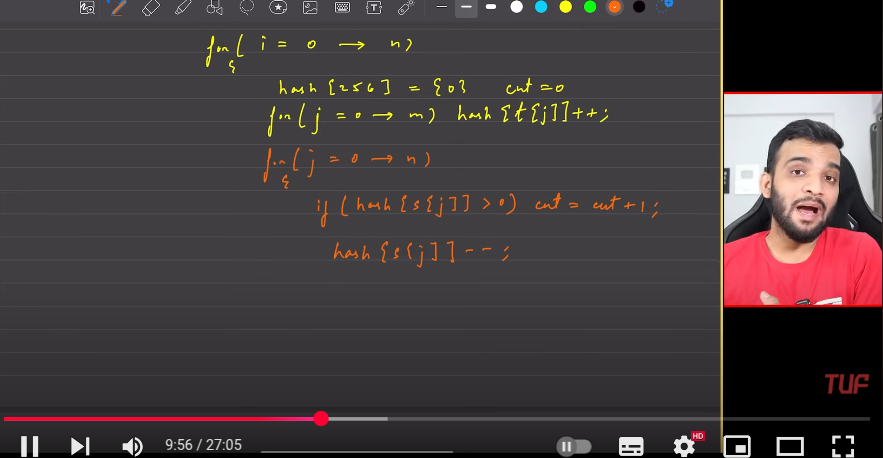 for( i = 0 → n)
{
hash [256] = {0} cnt = 0
for( j = 0 → m) hash [t[j]]++;
for( j = 0 → n)
{
if ( hash [s[j]] > 0) cnt = cnt + 1;
hash [s[j]] --;
TUF
9:56 / 27:05
HD